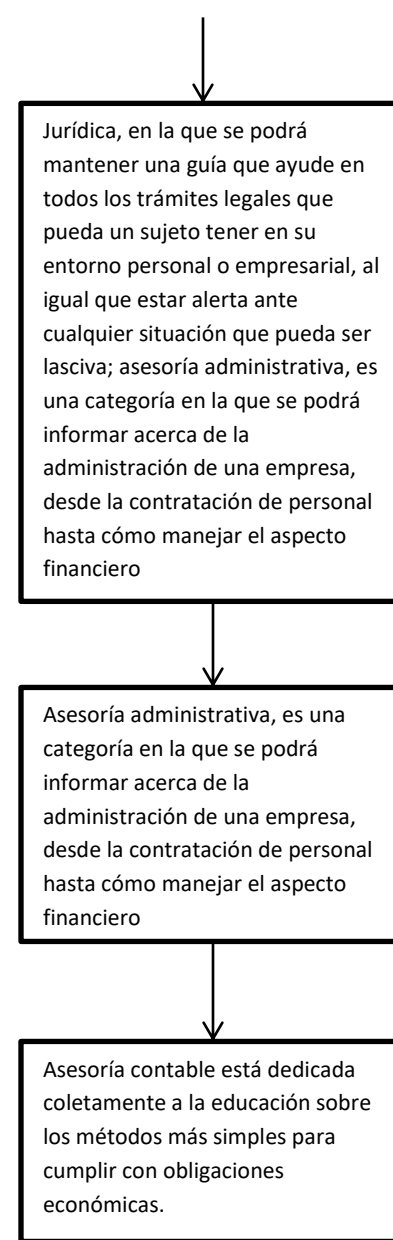 Jurídica, en la que se podrá
mantener una guía que ayude en
todos los trámites legales que
pueda un sujeto tener en su
entorno personal o empresarial, al
igual que estar alerta ante
cualquier situación que pueda ser
lasciva; asesoría administrativa, es
una categoría en la que se podrá
informar acerca de la
administración de una empresa,
desde la contratación de personal
hasta cómo manejar el aspecto
financiero
Asesoría administrativa, es una
categoría en la que se podrá
informar acerca de la
administración de una empresa,
desde la contratación de personal
hasta cómo manejar el aspecto
financiero
Asesoría contable está dedicada
coletamente a la educación sobre
los métodos más simples para
cumplir con obligaciones
económicas.